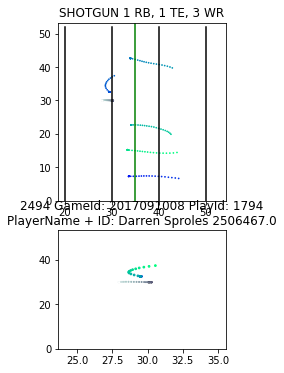 SHOTGUN 1 RB, 1 TE, 3 WR
50
40
30
20
10
0
20 30 40 50
2494 GameId: 2017091008 PlayId: 1794
PlayerName + ID: Darren Sproles 2506467.0
40
20
0
25.0 27.5 30.0 32.5 35.0